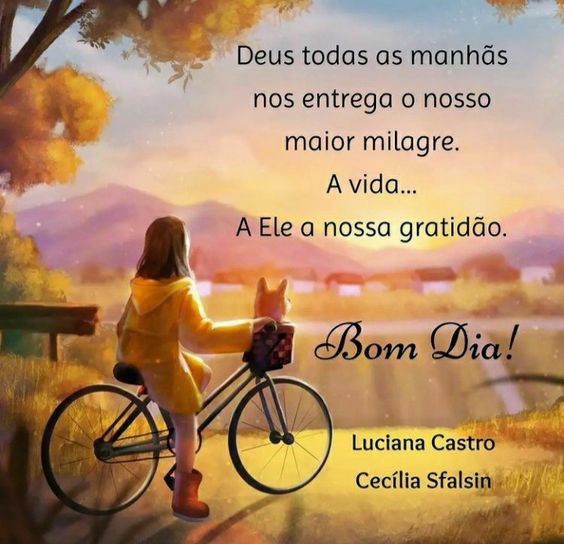 Deus todas as manhãs
nos entrega o nosso
maior milagre.
A vida...
A Ele a nossa gratidão.
Bom Dia!
Luciana Castro
Cecília Sfalsin